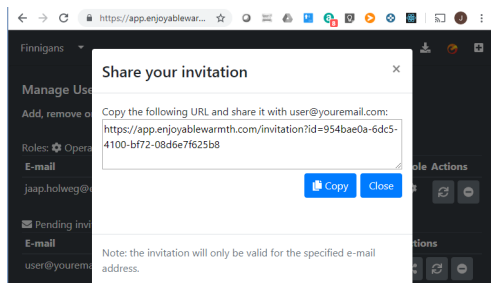 https://app.enjoyablewar...
Finnigans
Share your invitation
×
Manage Use
Add, remove o
Copy the following URL and share it with user@youremail.com:
https://app.enjoyablewarmth.com/invitation?id=954bae0a-6dc5-
4100-bf72-08d6e7f625b8
Roles: Opera
E-mail
ole Actions
Copy
Close
jaap.holweg@
Pending invi
E-mail
tions
Note: the invitation will only be valid for the specified e-mail
address.
user@yourema